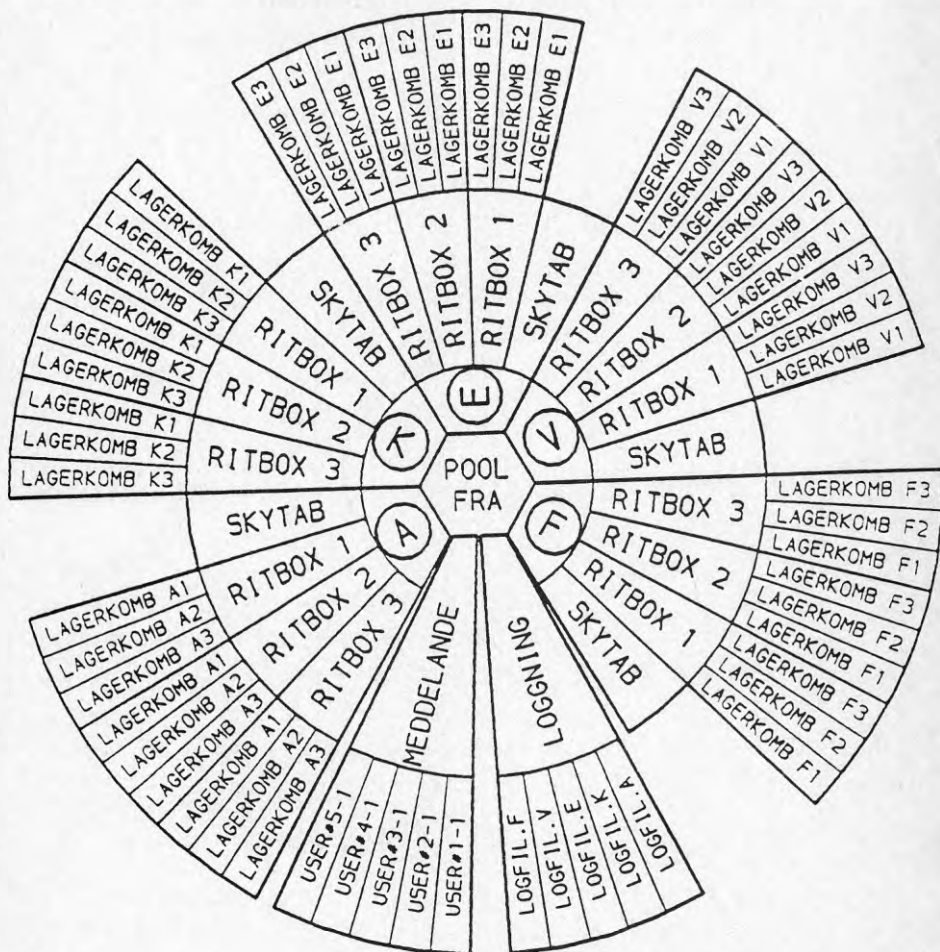 POOL
FRA
A
K
E
V
F
SKYTAB
RITBOX 1
LAGERKOMB A1
LAGERKOMB A2
LAGERKOMB A3
RITBOX 2
LAGERKOMB A1
LAGERKOMB A2
LAGERKOMB A3
RITBOX 3
LAGERKOMB A1
LAGERKOMB A2
LAGERKOMB A3
SKYTAB
RITBOX 1
LAGERKOMB K1
LAGERKOMB K2
LAGERKOMB K3
RITBOX 2
LAGERKOMB K1
LAGERKOMB K2
LAGERKOMB K3
RITBOX 3
LAGERKOMB K1
LAGERKOMB K2
LAGERKOMB K3
RITBOX 3
LAGERKOMB E3
LAGERKOMB E2
LAGERKOMB E1
RITBOX 2
LAGERKOMB E3
LAGERKOMB E2
LAGERKOMB E1
RITBOX 1
LAGERKOMB E3
LAGERKOMB E2
LAGERKOMB E1
SKYTAB
RITBOX 3
LAGERKOMB V3
LAGERKOMB V2
LAGERKOMB V1
RITBOX 2
LAGERKOMB V3
LAGERKOMB V2
LAGERKOMB V1
RITBOX 1
LAGERKOMB V3
LAGERKOMB V2
LAGERKOMB V1
SKYTAB
RITBOX 3
LAGERKOMB F3
LAGERKOMB F2
LAGERKOMB F1
RITBOX 2
LAGERKOMB F3
LAGERKOMB F2
LAGERKOMB F1
RITBOX 1
LAGERKOMB F3
LAGERKOMB F2
LAGERKOMB F1
SKYTAB
MEDDELANDE
USER#5-1
USER#4-1
USER#3-1
USER#2-1
USER#1-1
LOGGNING
LOGFIL.F
LOGFIL.V
LOGFIL.E
LOGFIL.K
LOGFIL.A